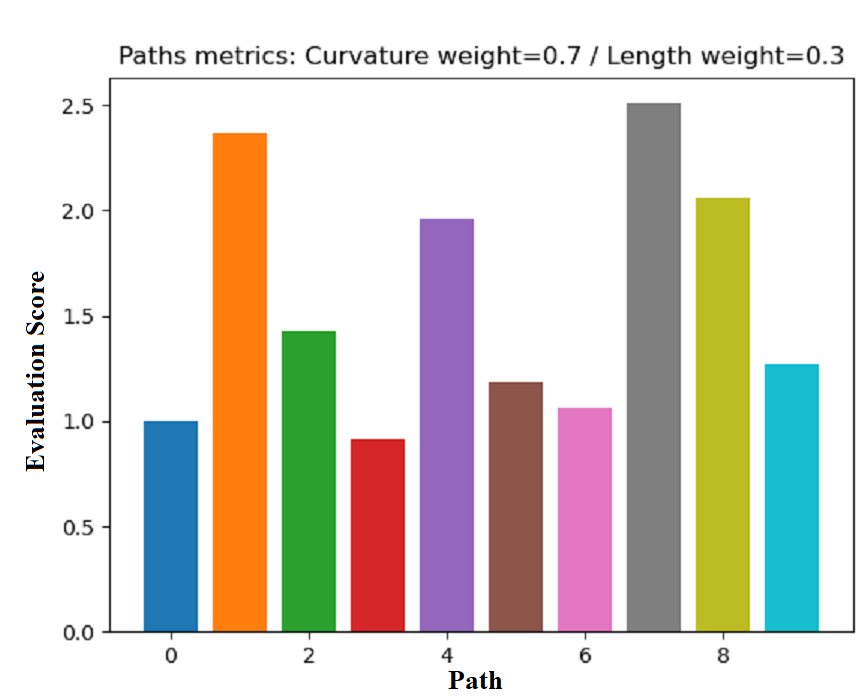 Paths metrics: Curvature weight=0.7 / Length weight=0.3
2.5
2.0
1.5
1.0
0.5
0.0
Evaluation Score
0 2 4 6 8
Path